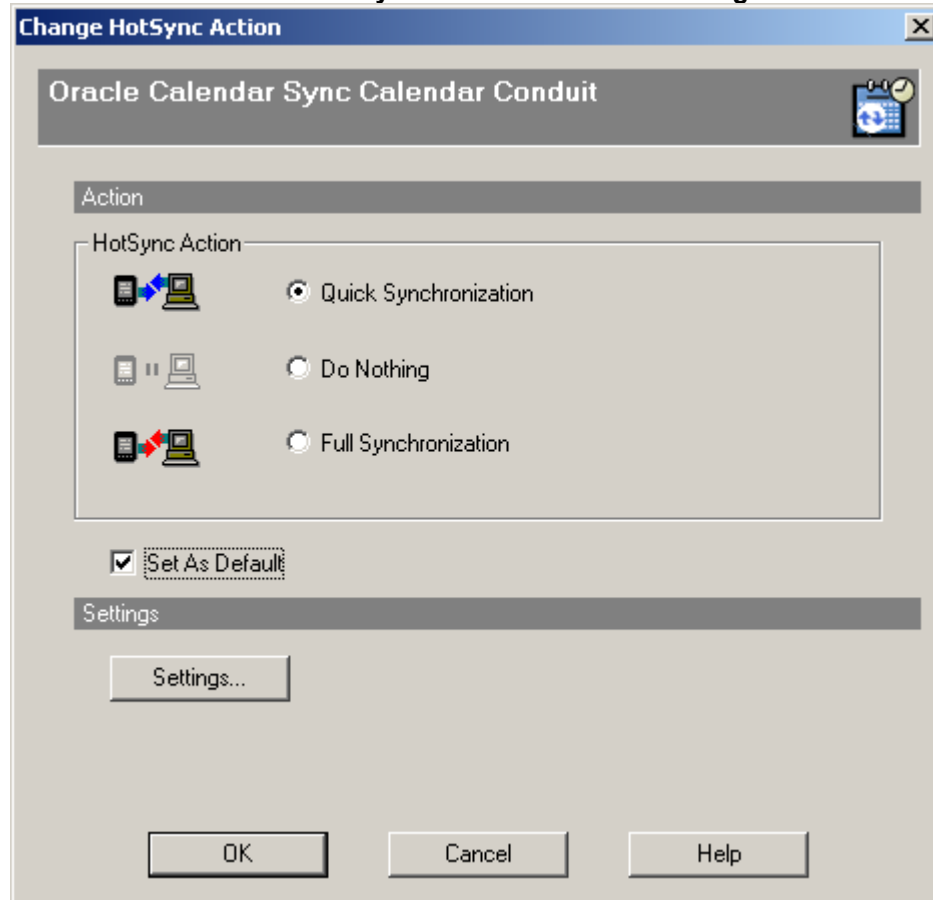 Change HotSync Action
Oracle Calendar Sync Calendar Conduit
Action
HotSync Action
Quick Synchronization
Do Nothing
Full Synchronization
Set As Default
Settings
Settings...
OK
Cancel
Help